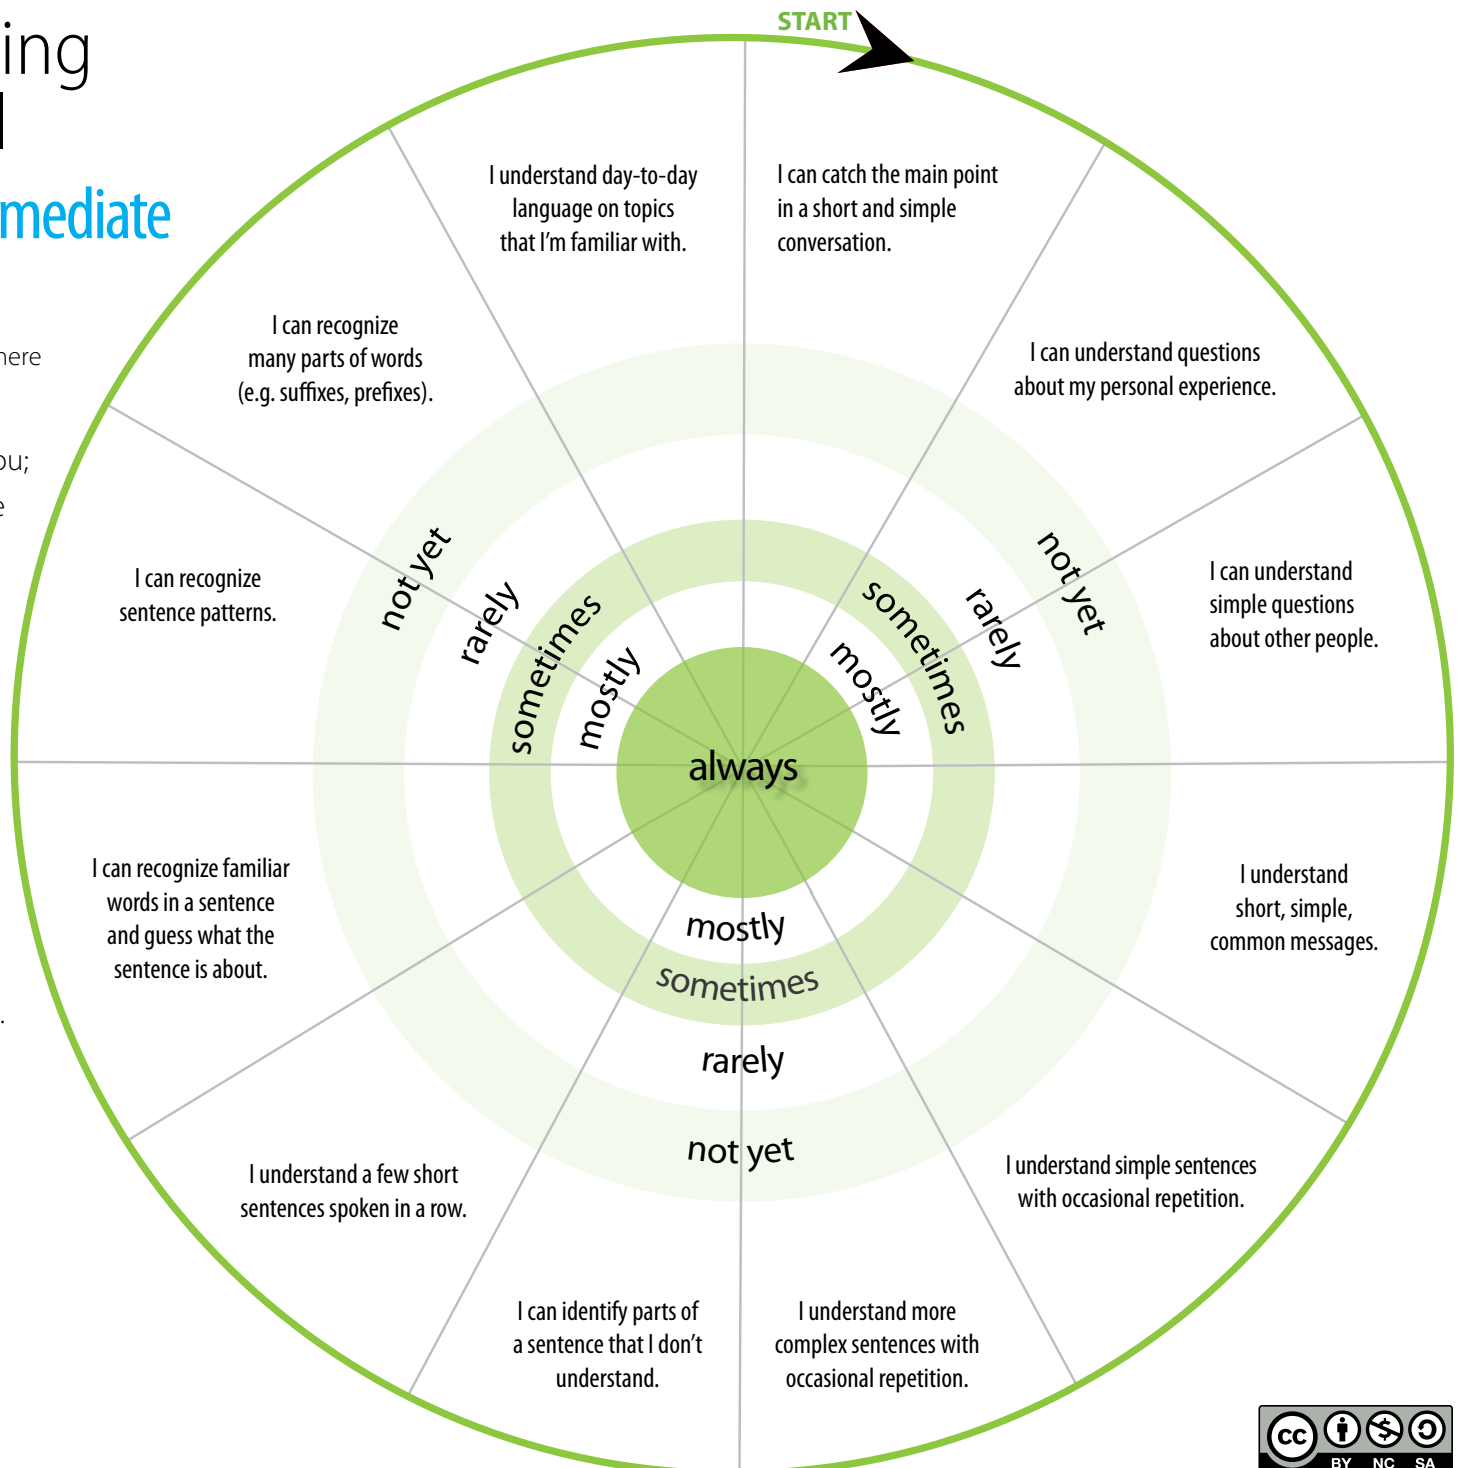 START
ing
mediate
here
ou;
e
.
I can catch the main point
in a short and simple
conversation.
I can understand questions
about my personal experience.
I can understand
simple questions
about other people.
I understand
short, simple,
common messages.
I understand simple sentences
with occasional repetition.
I understand more
complex sentences with
occasional repetition.
I can identify parts of
a sentence that I don’t
understand.
I understand a few short
sentences spoken in a row.
I can recognize familiar
words in a sentence
and guess what the
sentence is about.
I can recognize
sentence patterns.
I can recognize
many parts of words
(e.g. suffixes, prefixes).
I understand day-to-day
language on topics
that I’m familiar with.
not yet
rarely
sometimes
mostly
not yet
rarely
sometimes
mostly
always
mostly
sometimes
rarely
not yet
cc
BY NC SA